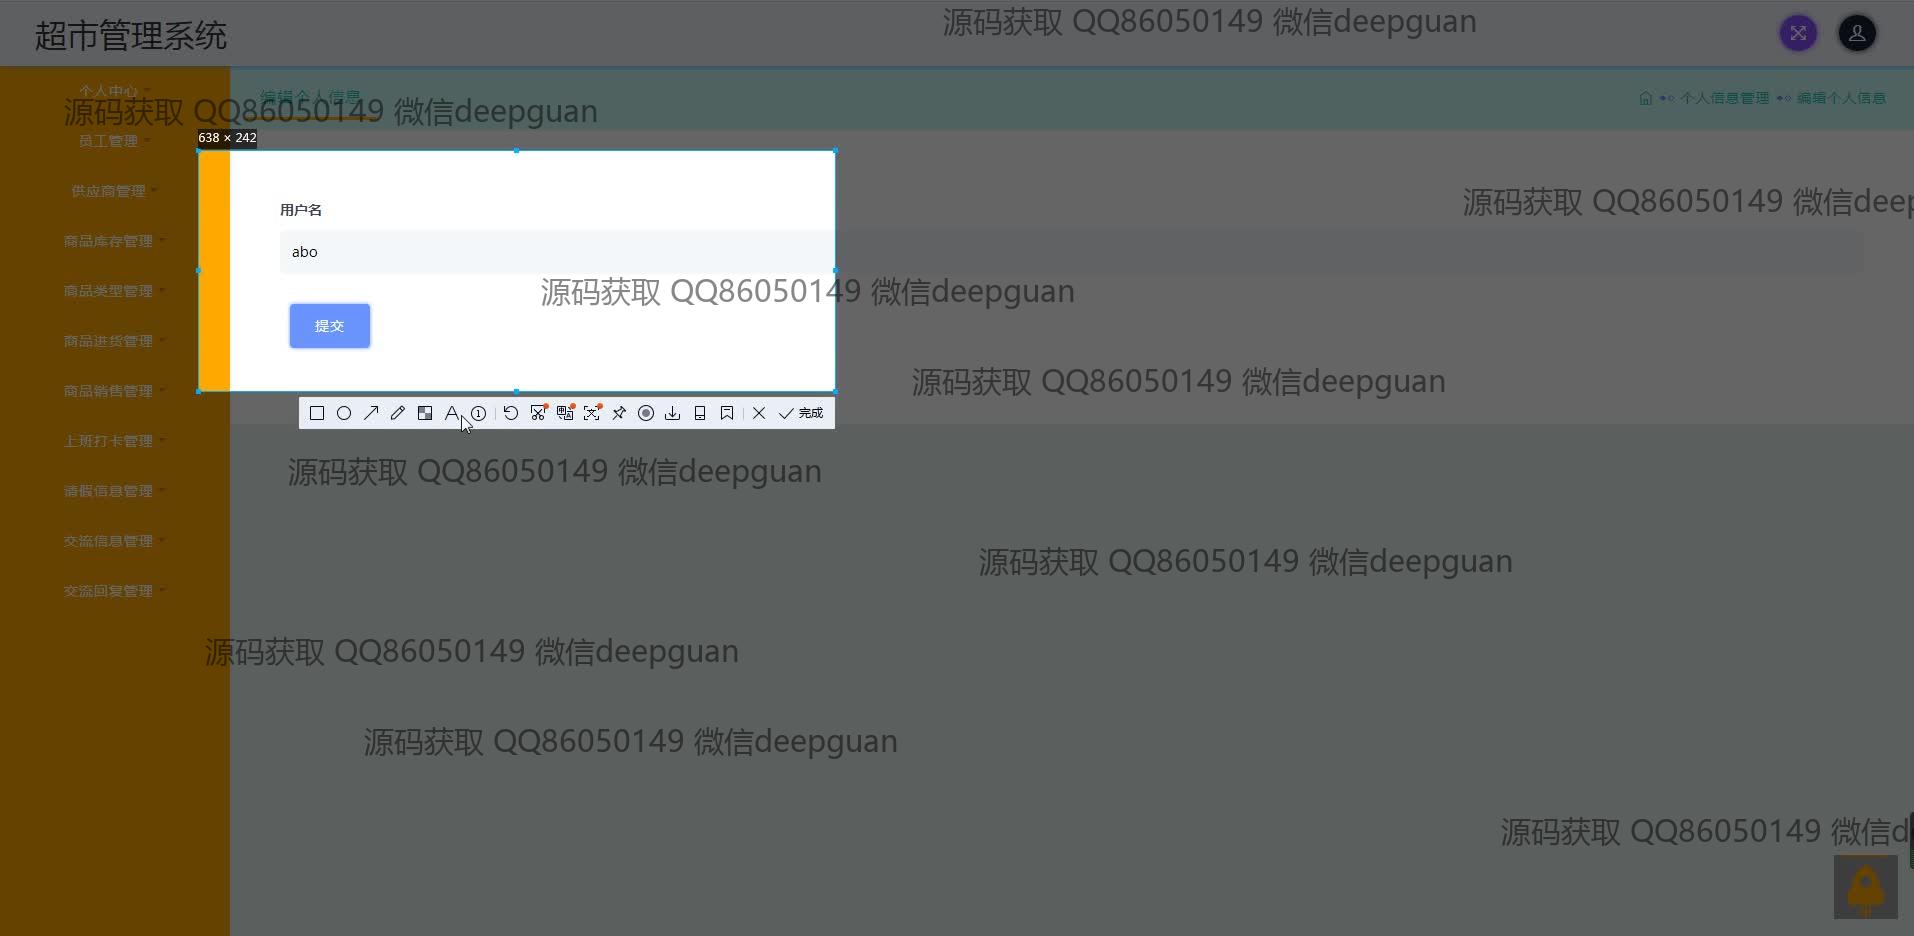 超市管理系统
源码获取 QQ86050149 微信deepguan
个人中心
编辑个人信息
个人信息管理 编辑个人信息
源码获取 QQ86050149 微信deepguan
638 × 242
员工管理
供应商管理
源码获取 QQ86050149 微信deep
用户名
商品库存管理
abo
商品类型管理
源码获取 QQ86050149 微信deepguan
提交
商品进货管理
商品销售管理
源码获取 QQ86050149 微信deepguan
完成
上班打卡管理
源码获取 QQ86050149 微信deepguan
请假信息管理
交流信息管理
源码获取 QQ86050149 微信deepguan
交流回复管理
源码获取 QQ86050149 微信deepguan
源码获取 QQ86050149 微信deepguan
源码获取 QQ86050149 微信d